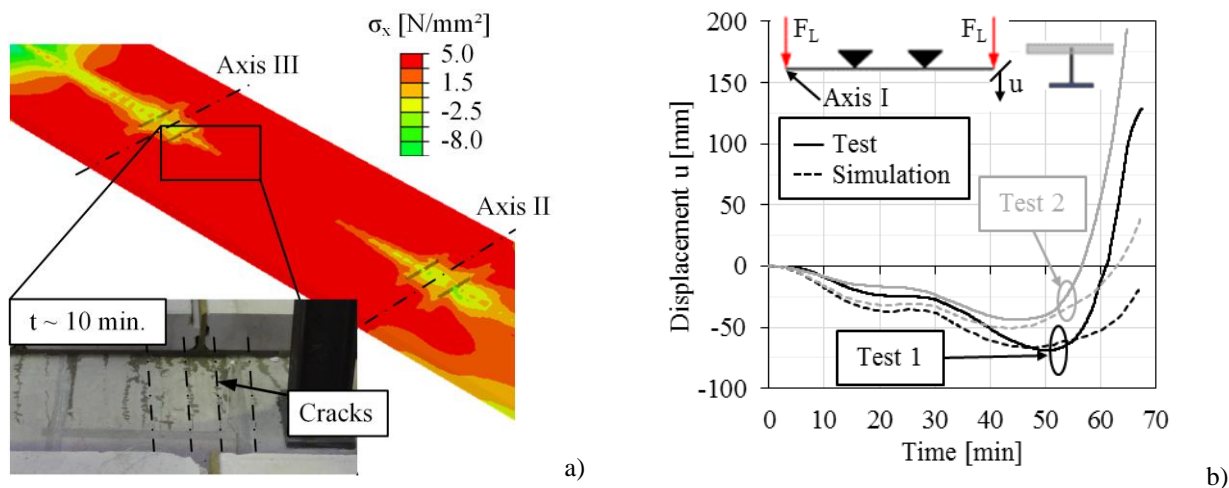 σx [N/mm²]
5.0
1.5
-2.5
-8.0
Axis III
Axis II
t ~ 10 min.
Cracks
a)
Displacement u [mm]
200
150
100
50
0
-50
-100
FL
FL
u
Axis I
Test
Simulation
Test 2
Test 1
0
10
20
30
40
50
60
70
Time [min]
b)